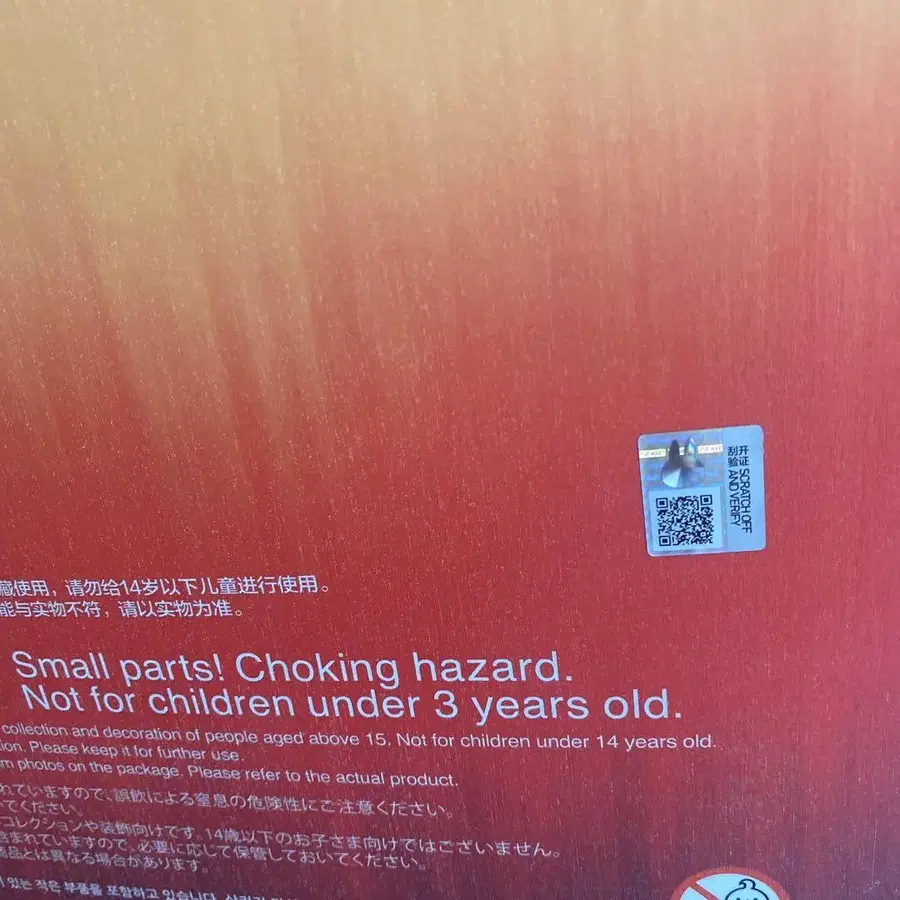 刮开
验证 SCRATCH OFF
AND VERIFY
藏使用，请勿给14岁以下儿童进行使用。
能与实物不符，请以实物为准。
Small parts! Choking hazard.
Not for children under 3 years old.
collection and decoration of people aged above 15. Not for children under 14 years old.
ion. Please keep it for further use.
m photos on the package. Please refer to the actual product.
れていますので、誤飲による窒息の危険性にご注意ください。
いてください。
コレクションや装飾向けです。14歳以下のお子さま向けではございません。
含まれていますので、必要に応じて保管しておいてください。
商品とは異なる場合があります。
있는 작은 부품을 포함하고 있습니다.